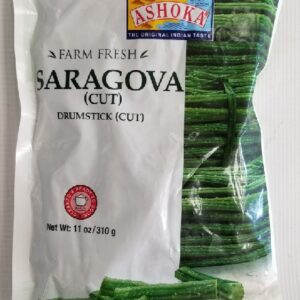 ASHOKA
THE ORIGINAL INDIAN TASTE
FARM FRESH
SARAGOVA
(CUT)
DRUMSTICK (CUT)
Net Wt: 11 oz/310 g